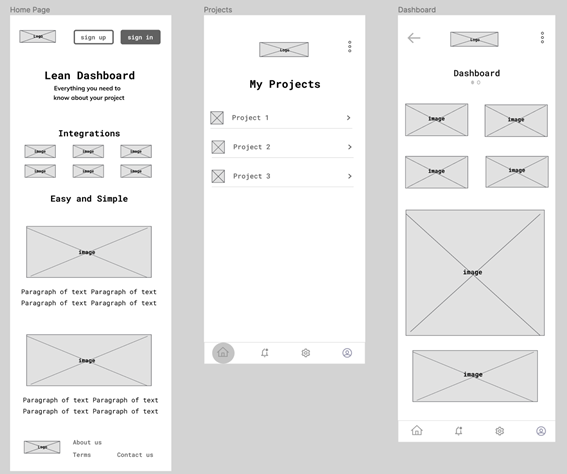 Home Page
Logo
sign up
sign in
Lean Dashboard
Everything you need to
know about your project
Integrations
image image image
image image image
Easy and Simple
image
Paragraph of text Paragraph of text
Paragraph of text Paragraph of text
image
Paragraph of text Paragraph of text
Paragraph of text Paragraph of text
Logo
About us
Terms
Contact us
Projects
Logo
My Projects
Project 1
Project 2
Project 3
Dashboard
Logo
Dashboard
image image
image image
image
image